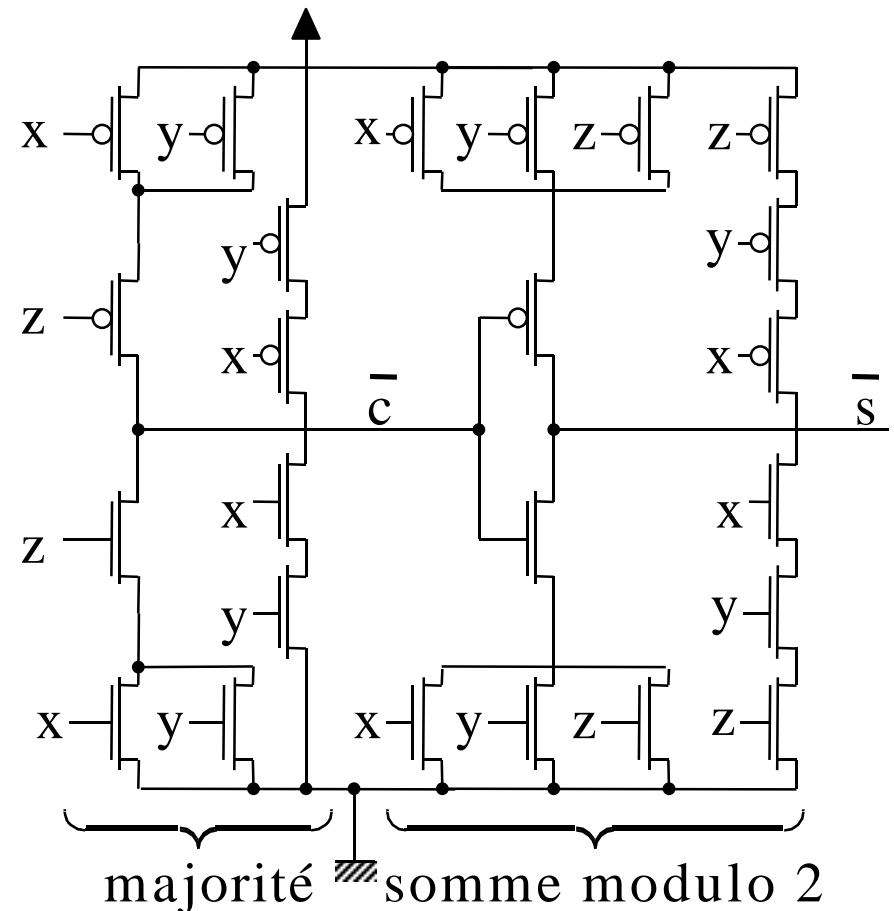 x y x y z z
y y
z x x
c̅ s̅
x x
z
y y
x y x y z z
majorité somme modulo 2